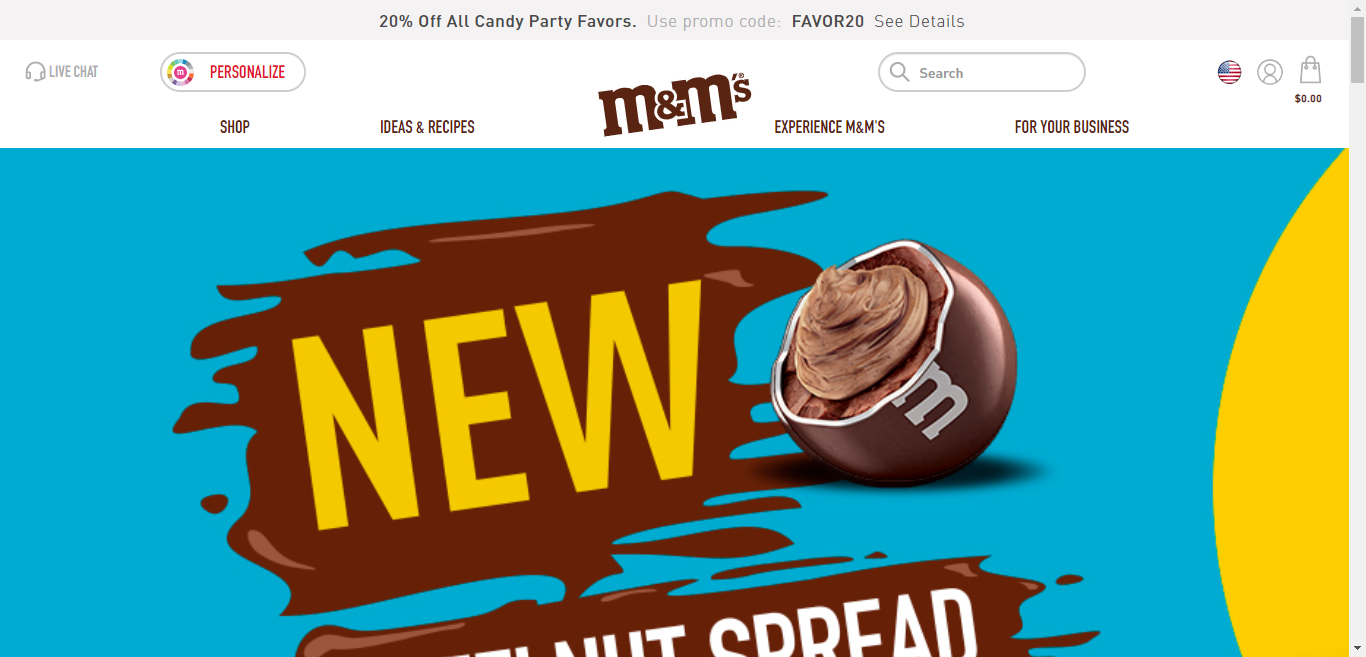 20% Off All Candy Party Favors. Use promo code: FAVOR20 See Details
LIVE CHAT
PERSONALIZE
m&m's®
Search
$0.00
SHOP
IDEAS & RECIPES
EXPERIENCE M&M'S
FOR YOUR BUSINESS
NEW
m
SPREAD